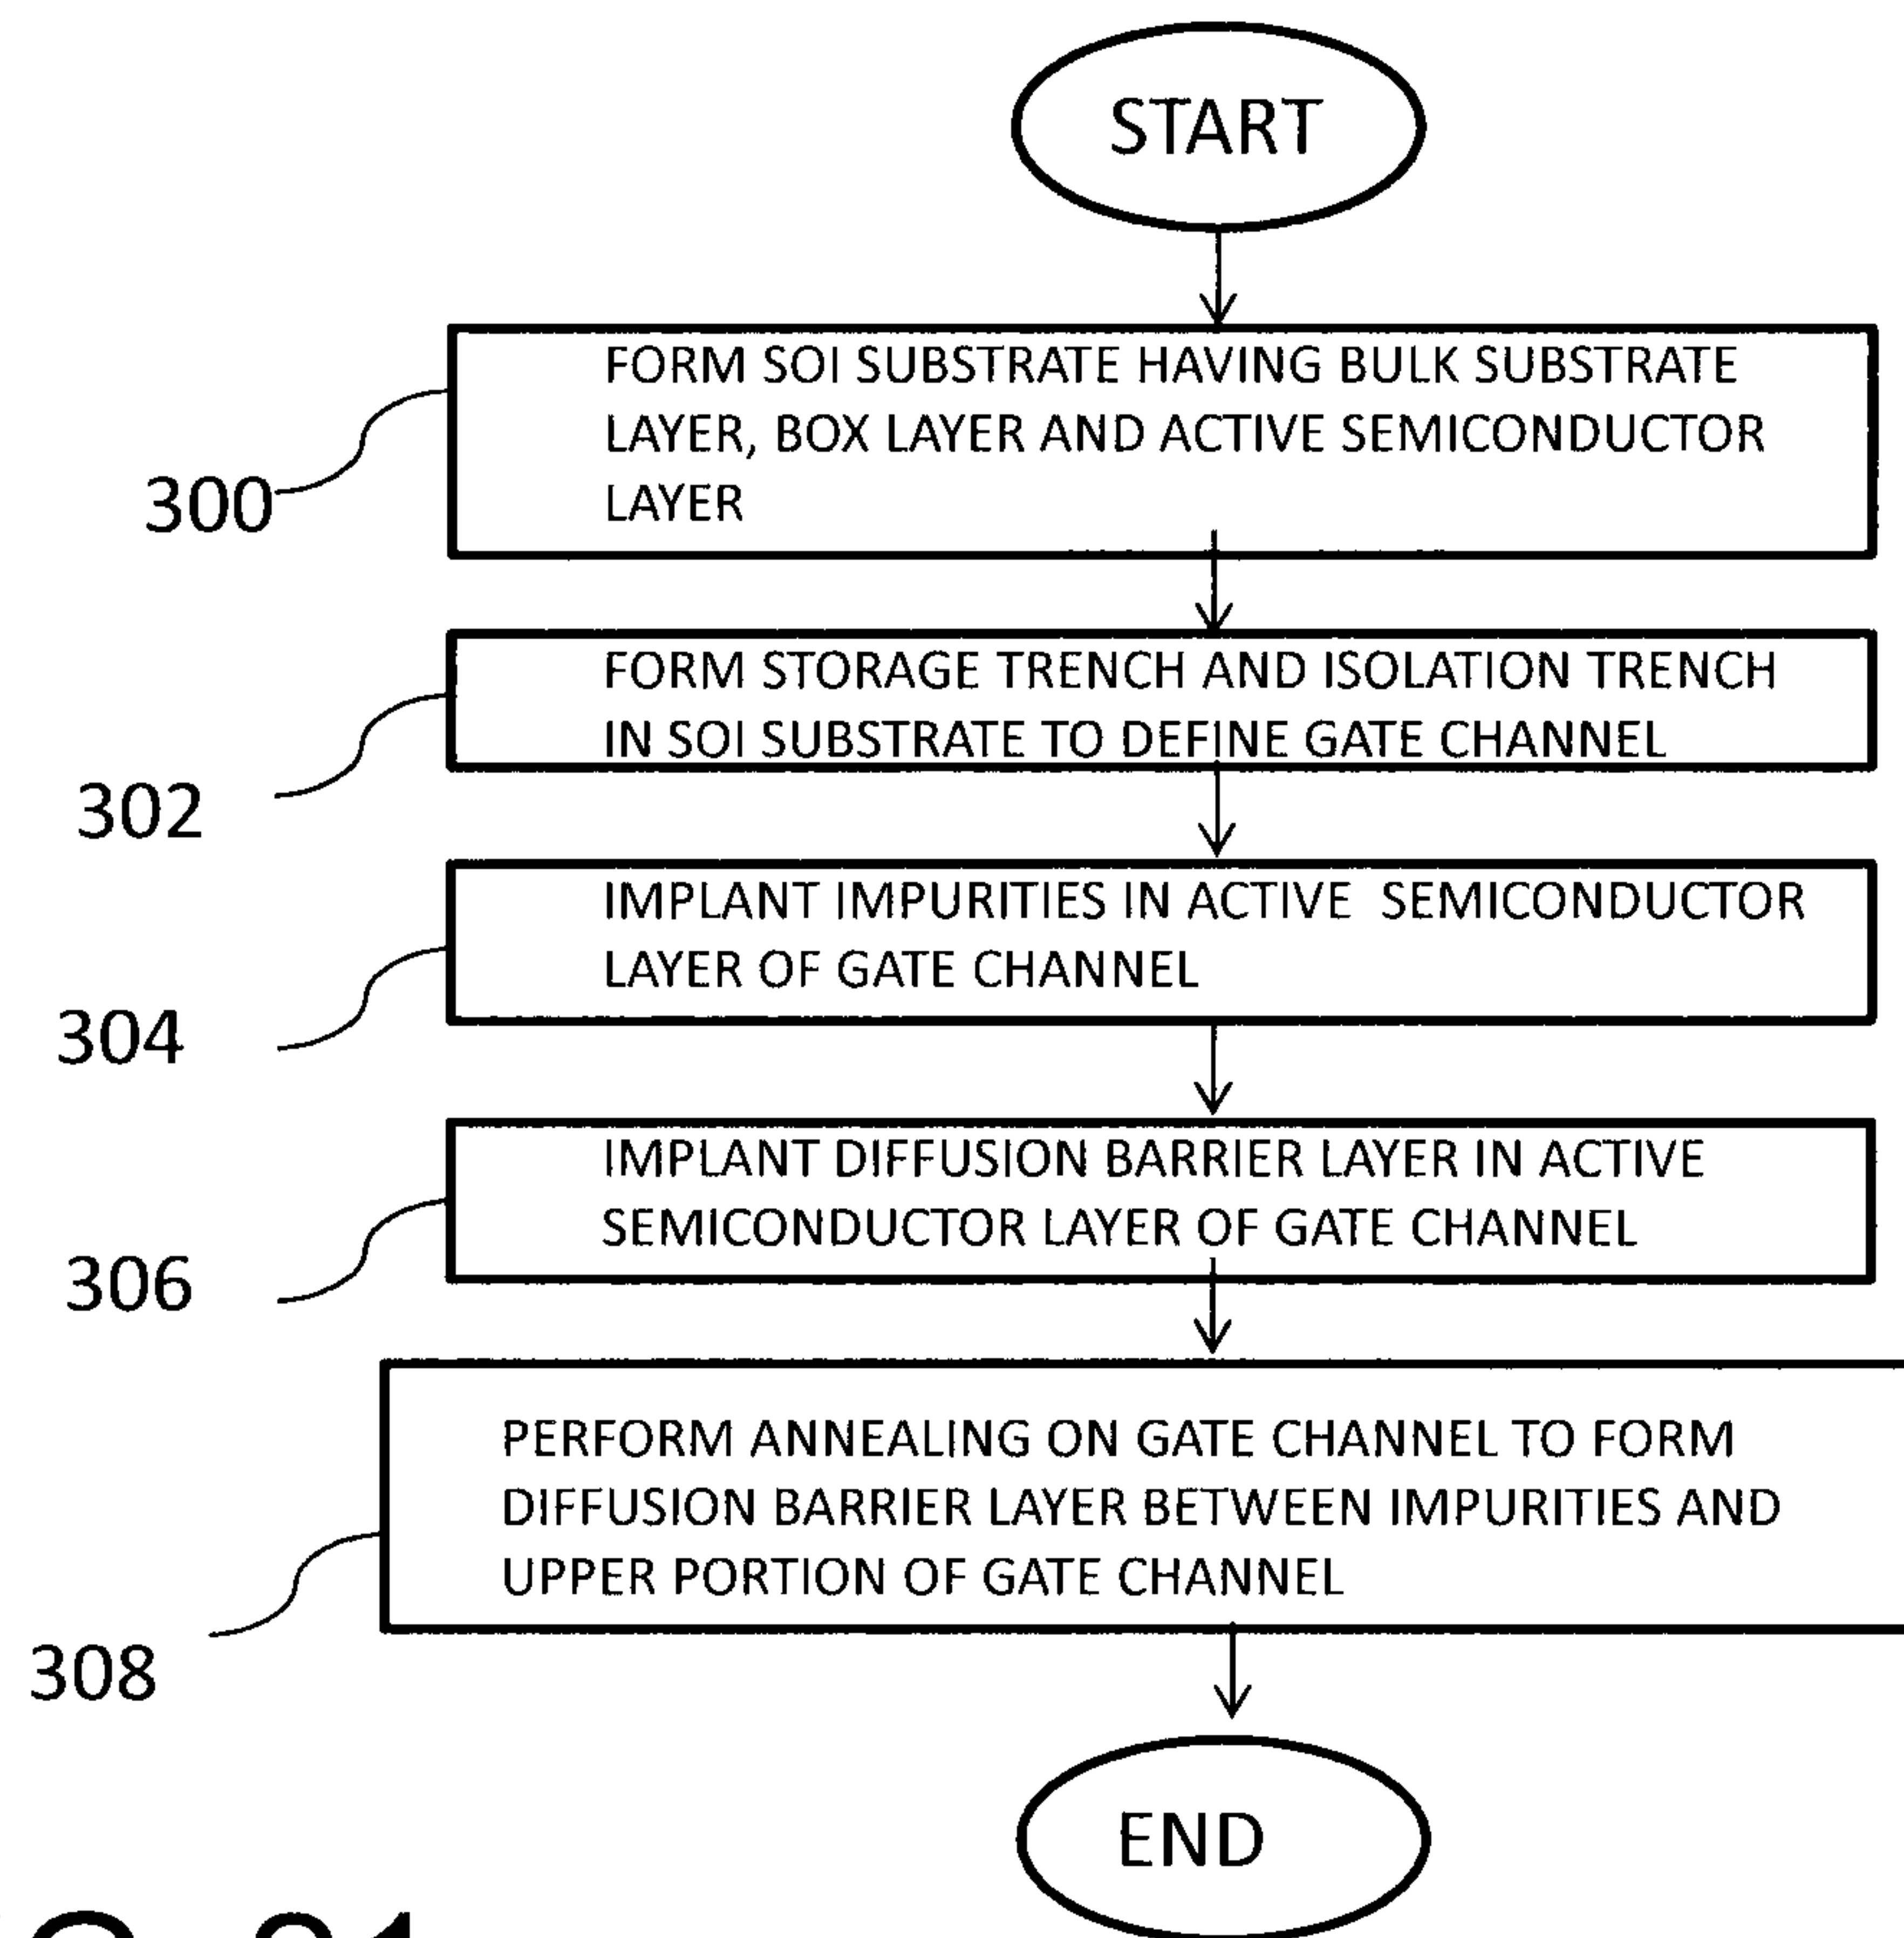 START
FORM SOI SUBSTRATE HAVING BULK SUBSTRATE
LAYER, BOX LAYER AND ACTIVE SEMICONDUCTOR
LAYER
300
FORM STORAGE TRENCH AND ISOLATION TRENCH
IN SOI SUBSTRATE TO DEFINE GATE CHANNEL
302
IMPLANT IMPURITIES IN ACTIVE SEMICONDUCTOR
LAYER OF GATE CHANNEL
304
IMPLANT DIFFUSION BARRIER LAYER IN ACTIVE
SEMICONDUCTOR LAYER OF GATE CHANNEL
306
PERFORM ANNEALING ON GATE CHANNEL TO FORM
DIFFUSION BARRIER LAYER BETWEEN IMPURITIES AND
UPPER PORTION OF GATE CHANNEL
308
END